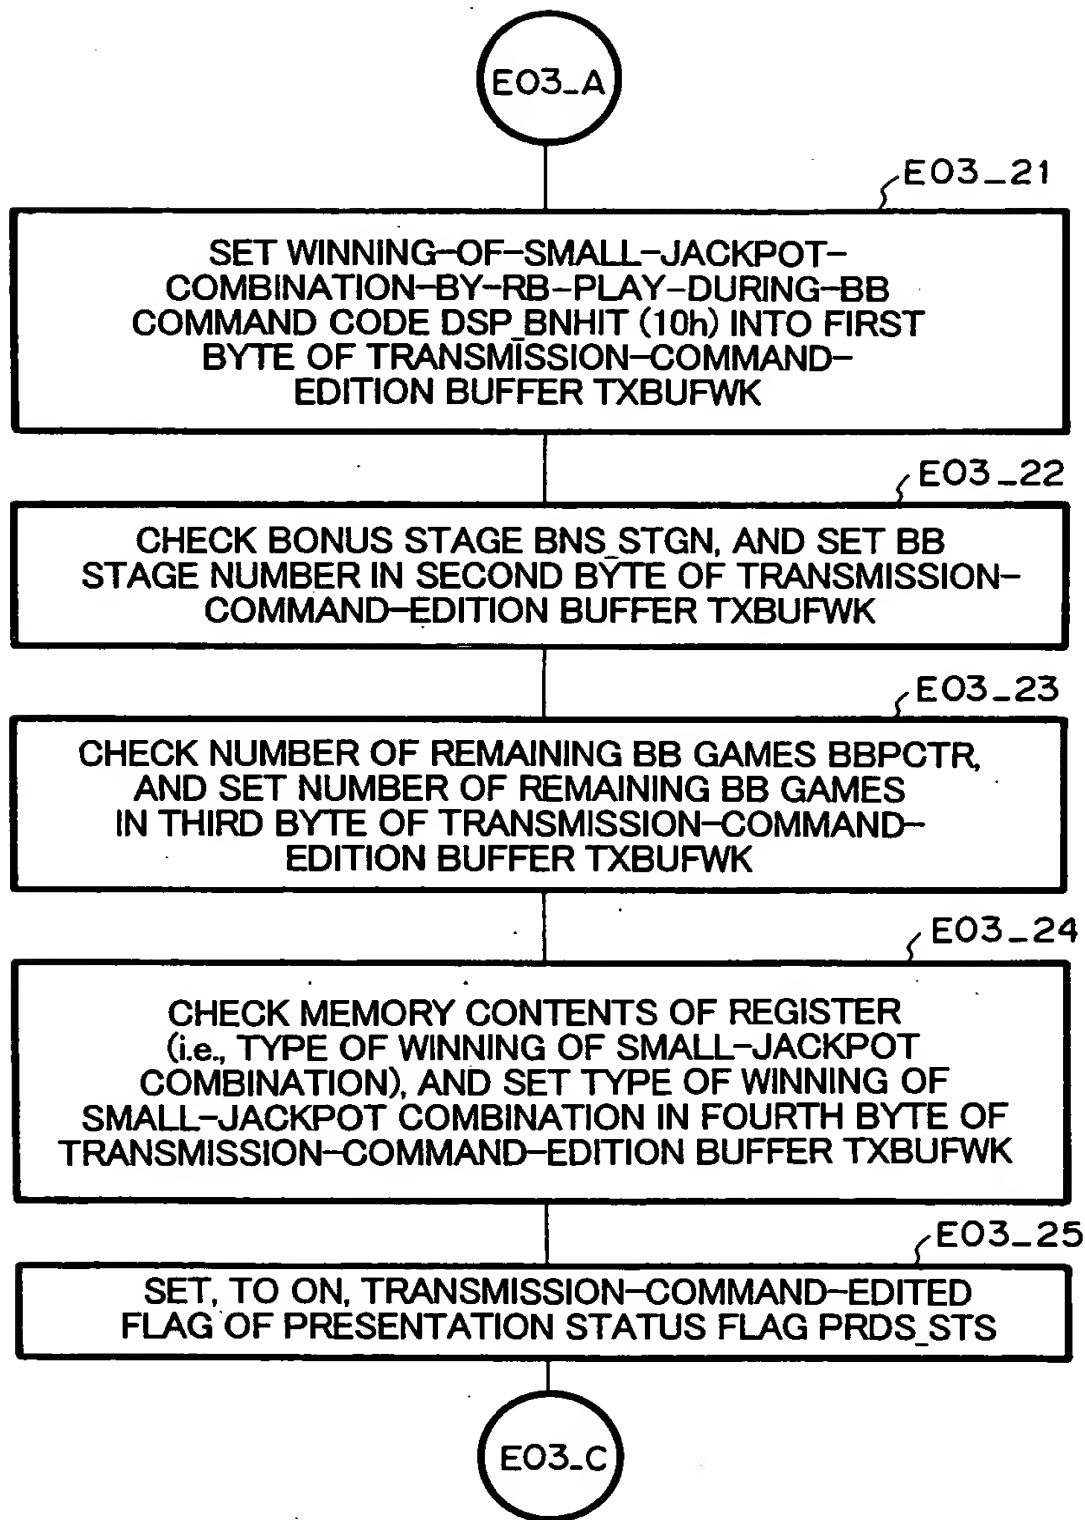 E03_A
E03_21
SET WINNING-OF-SMALL-JACKPOT-
COMBINATION-BY-RB-PLAY-DURING-BB
COMMAND CODE DSP_BNHIT (10h) INTO FIRST
BYTE OF TRANSMISSION-COMMAND-
EDITION BUFFER TXBUFWK
E03_22
CHECK BONUS STAGE BNS_STGN, AND SET BB
STAGE NUMBER IN SECOND BYTE OF TRANSMISSION-
COMMAND-EDITION BUFFER TXBUFWK
E03_23
CHECK NUMBER OF REMAINING BB GAMES BBPCTR,
AND SET NUMBER OF REMAINING BB GAMES
IN THIRD BYTE OF TRANSMISSION-COMMAND-
EDITION BUFFER TXBUFWK
E03_24
CHECK MEMORY CONTENTS OF REGISTER
(i.e., TYPE OF WINNING OF SMALL-JACKPOT
COMBINATION), AND SET TYPE OF WINNING OF
SMALL-JACKPOT COMBINATION IN FOURTH BYTE OF
TRANSMISSION-COMMAND-EDITION BUFFER TXBUFWK
E03_25
SET, TO ON, TRANSMISSION-COMMAND-EDITED
FLAG OF PRESENTATION STATUS FLAG PRDS_STS
E03_C